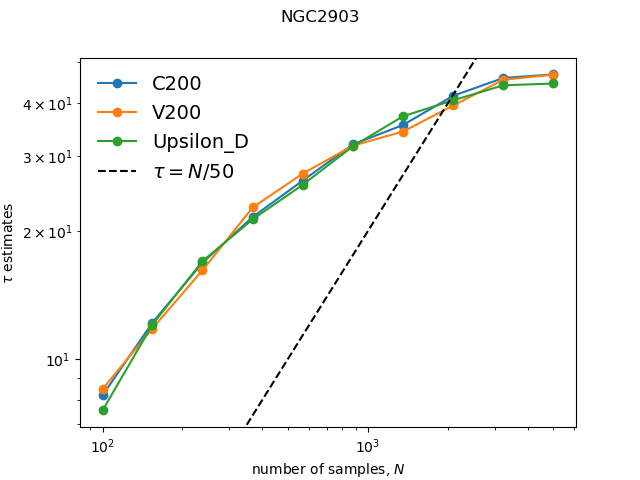 NGC2903
C200
V200
Upsilon_D
τ = N/50
4 × 10¹
3 × 10¹
2 × 10¹
10¹
τ estimates
10²
10³
number of samples, N